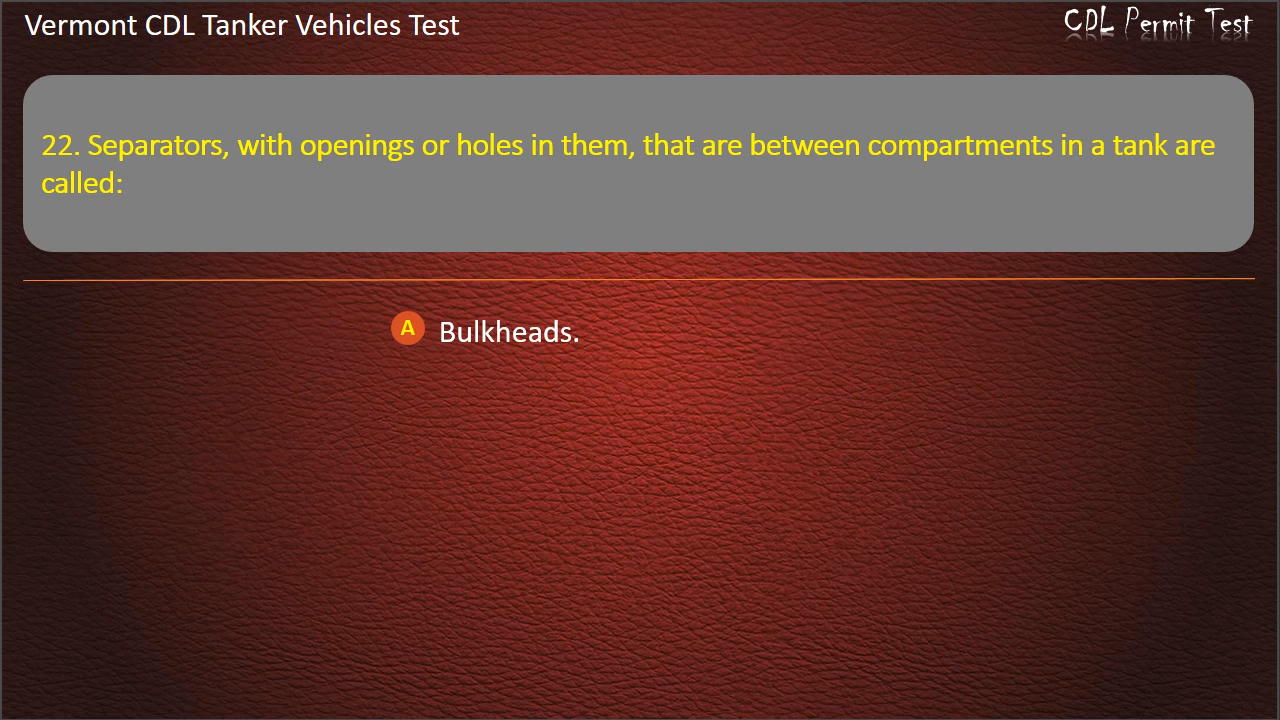 Vermont CDL Tanker Vehicles Test
CDL Permit Test
22. Separators, with openings or holes in them, that are between compartments in a tank are
called:
A Bulkheads.